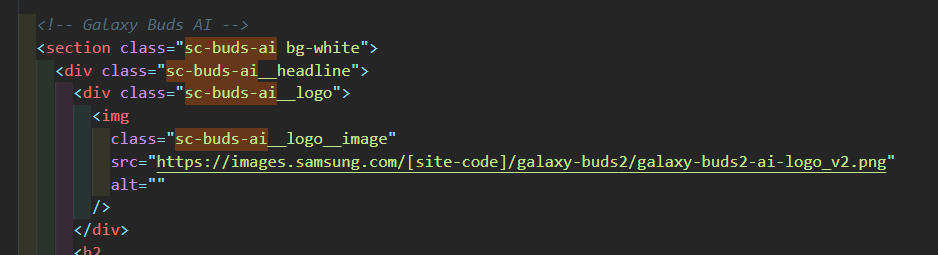 <!-- Galaxy Buds AI -->
<section class="sc-buds-ai bg-white">
<div class="sc-buds-ai__headline">
<div class="sc-buds-ai__logo">
<img
class="sc-buds-ai__logo__image"
src="https://images.samsung.com/[site-code]/galaxy-buds2/galaxy-buds2-ai-logo_v2.png"
alt=""
/>
</div>
<h2